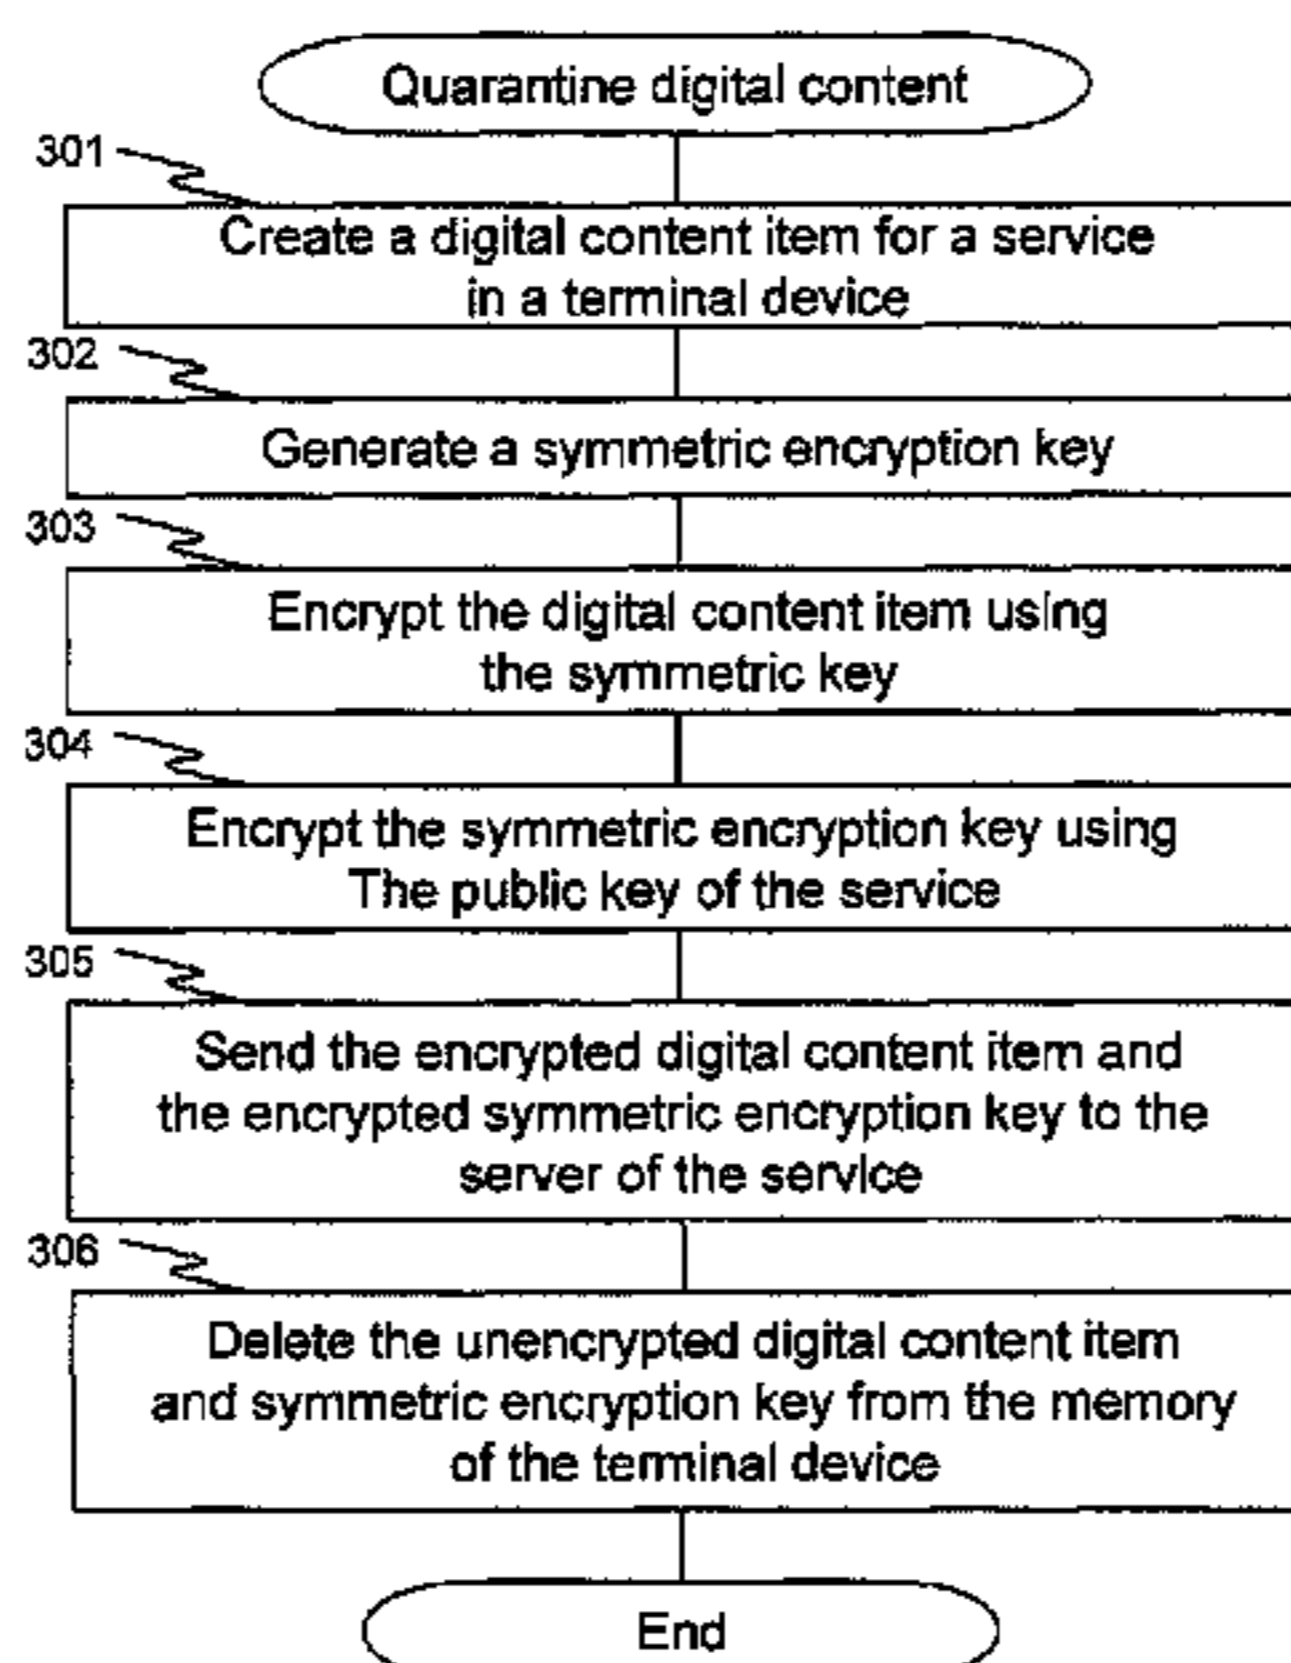 Quarantine digital content
301
Create a digital content item for a service
in a terminal device
302
Generate a symmetric encryption key
303
Encrypt the digital content item using
the symmetric key
304
Encrypt the symmetric encryption key using
The public key of the service
305
Send the encrypted digital content item and
the encrypted symmetric encryption key to the
server of the service
306
Delete the unencrypted digital content item
and symmetric encryption key from the memory
of the terminal device
End